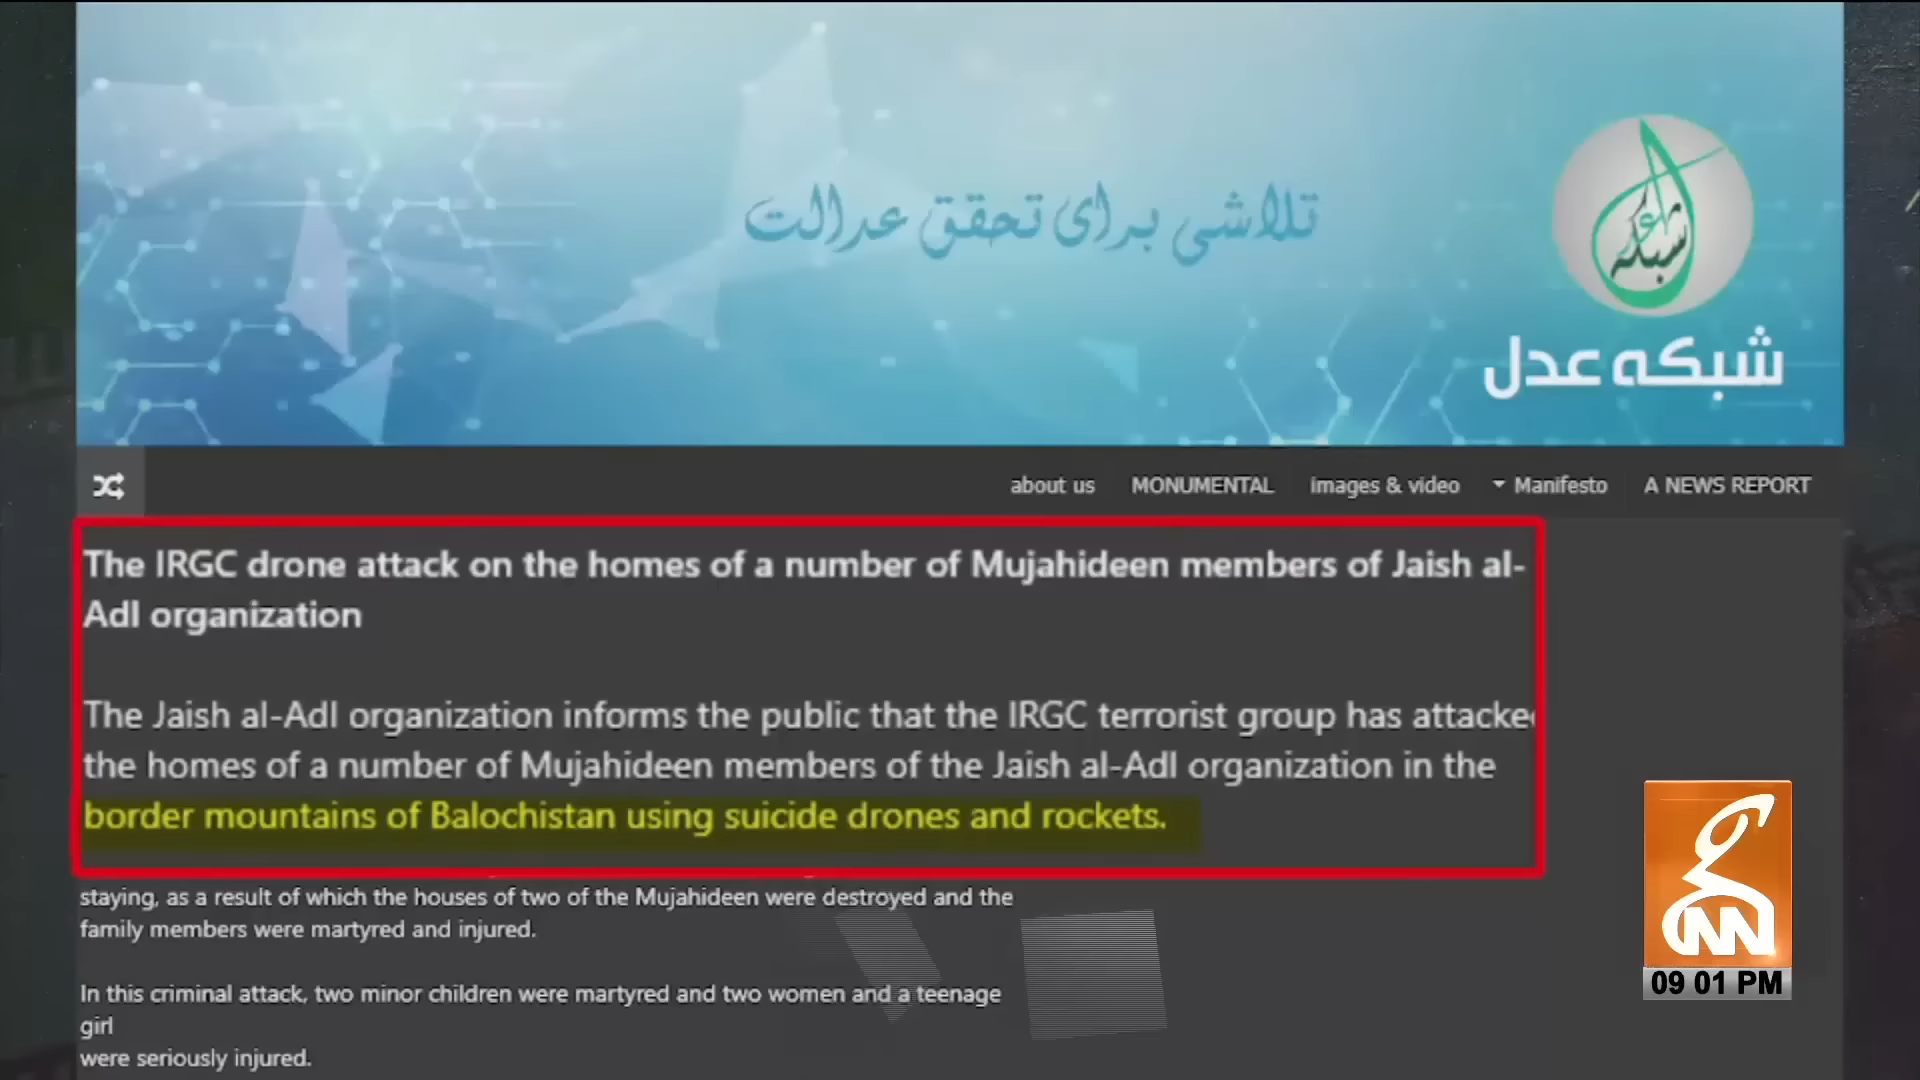 تلاشی برای تحقق عدالت
شبکه عدل
شبکه عدل
about us MONUMENTAL images & video Manifesto A NEWS REPORT
The IRGC drone attack on the homes of a number of Mujahideen members of Jaish al-
Adl organization
The Jaish al-Adl organization informs the public that the IRGC terrorist group has attacked
the homes of a number of Mujahideen members of the Jaish al-Adl organization in the
border mountains of Balochistan using suicide drones and rockets.
staying, as a result of which the houses of two of the Mujahideen were destroyed and the
family members were martyred and injured.
In this criminal attack, two minor children were martyred and two women and a teenage
girl
were seriously injured.
GNN
09 01 PM